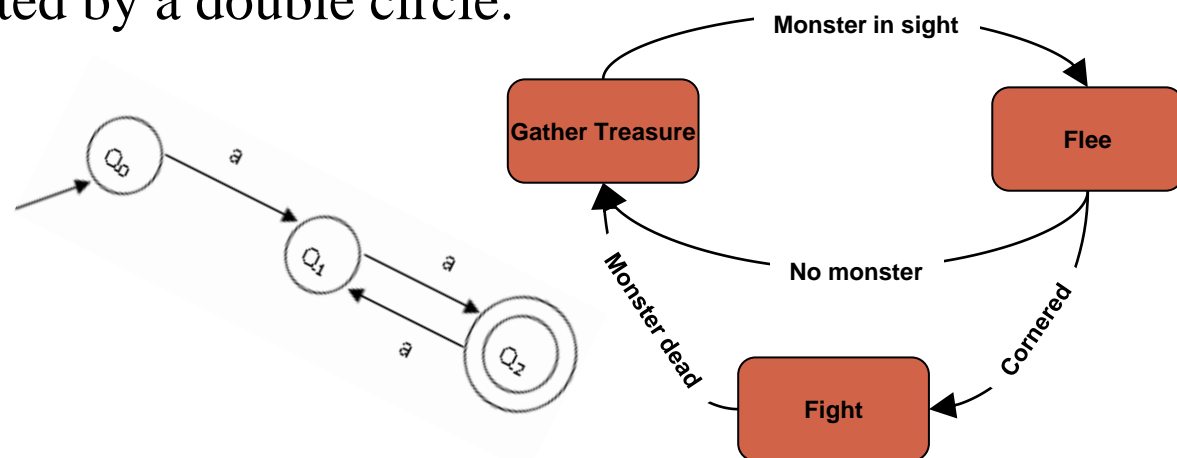 ted by a double circle.
Monster in sight
Gather Treasure
Flee
Q0
a
Q1
a
a
Q2
No monster
Monster dead
Cornered
Fight